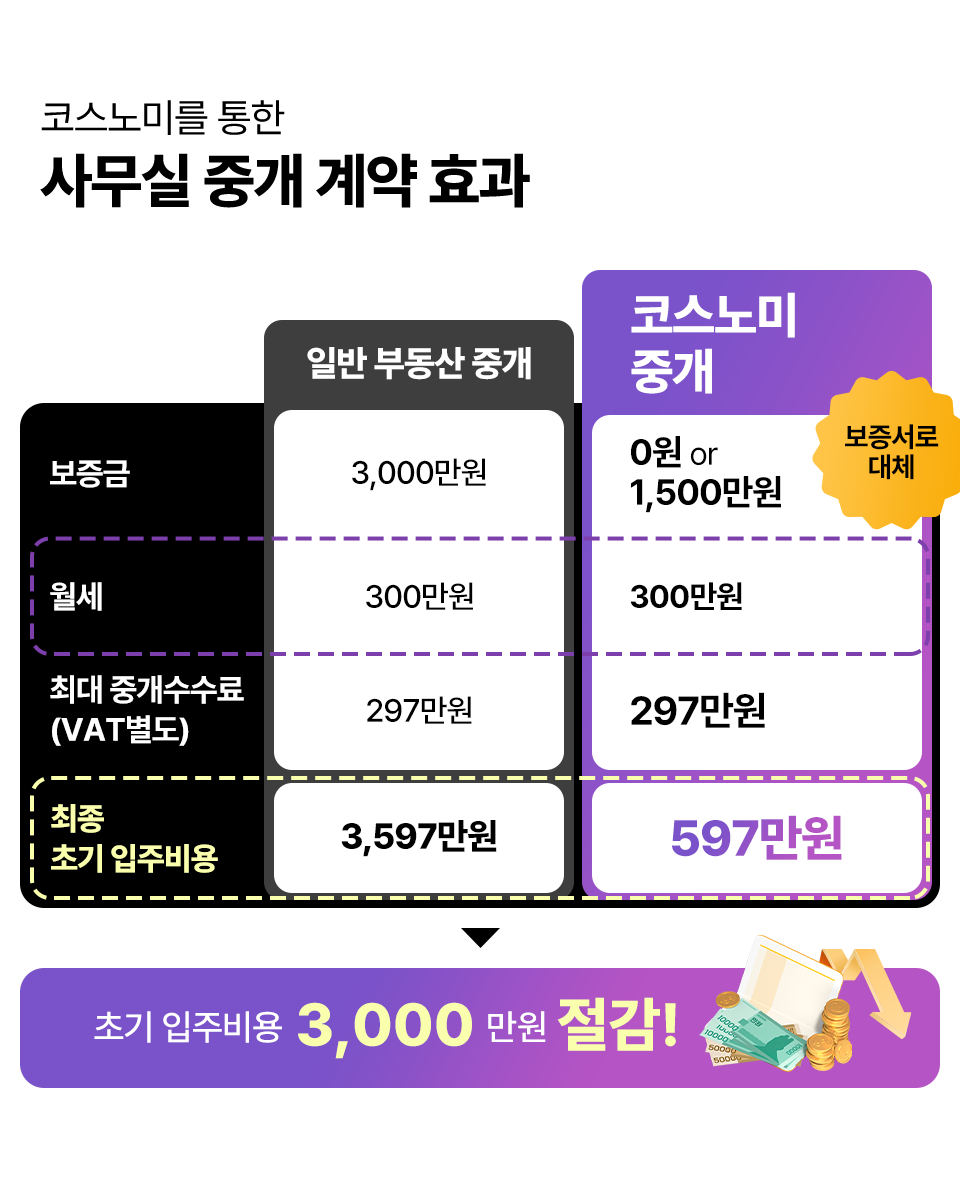 코스노미를 통한
사무실 중개 계약 효과
일반 부동산 중개
코스노미
중개
보증금
3,000만원
0원 or
1,500만원
보증서로
대체
월세
300만원
300만원
최대 중개수수료
(VAT별도)
297만원
297만원
최종
초기 입주비용
3,597만원
597만원
초기 입주비용 3,000 만원 절감!
10000
10000
10000
50000
50000